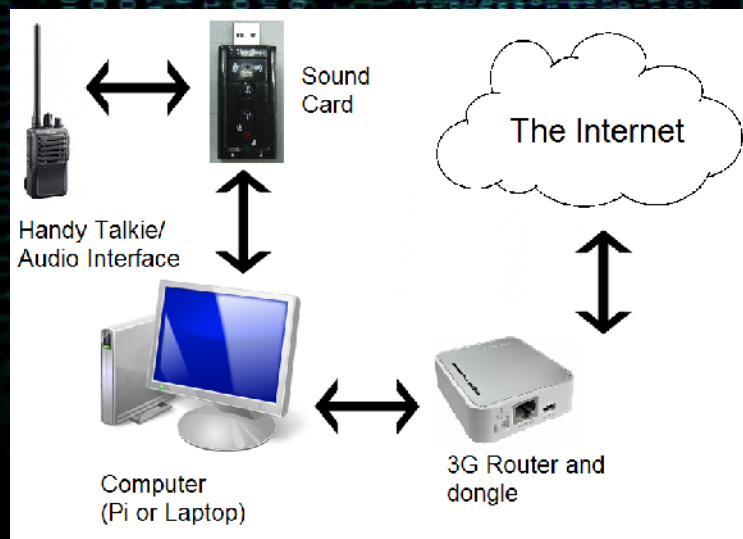 Sound
Card
The Internet
Handy Talkie/
Audio Interface
Computer
(Pi or Laptop)
3G Router and
dongle